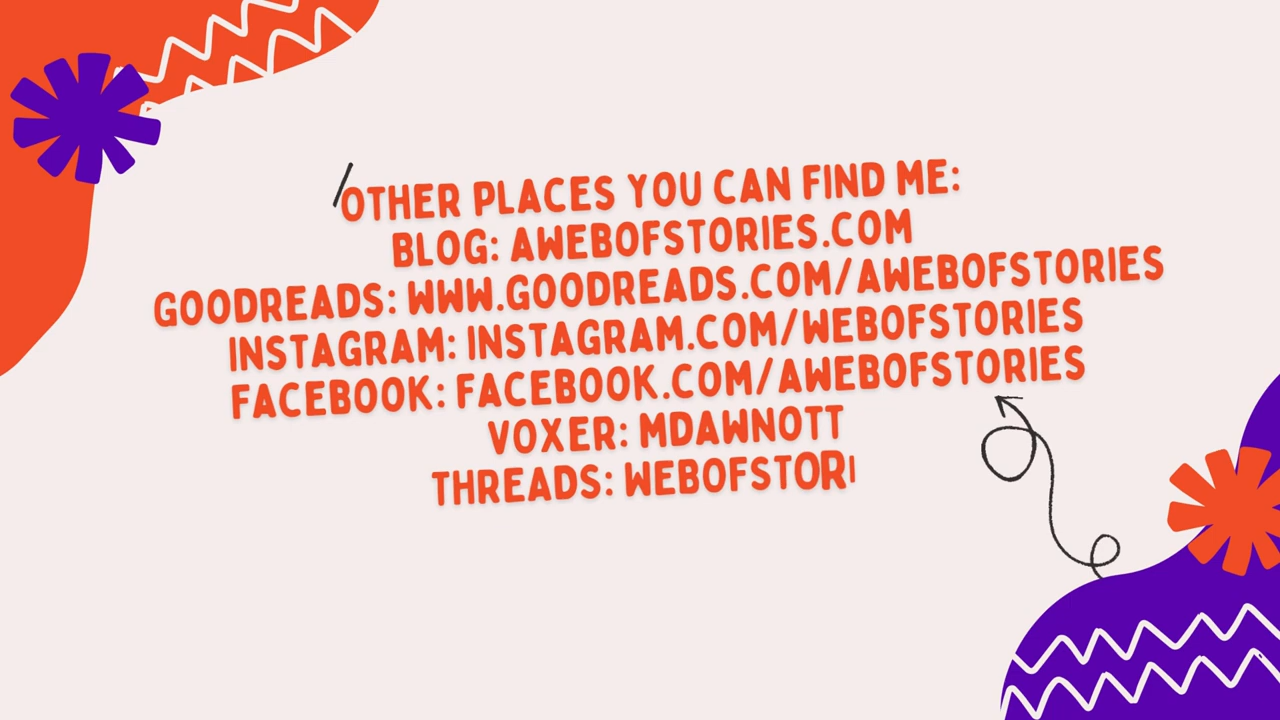 OTHER PLACES YOU CAN FIND ME:
BLOG: AWEBOFSTORIES.COM
GOODREADS: WWW.GOODREADS.COM/AWEBOFSTORIES
INSTAGRAM: INSTAGRAM.COM/WEBOFSTORIES
FACEBOOK: FACEBOOK.COM/AWEBOFSTORIES
VOXER: MDAWNOTT
THREADS: WEBOFSTORI